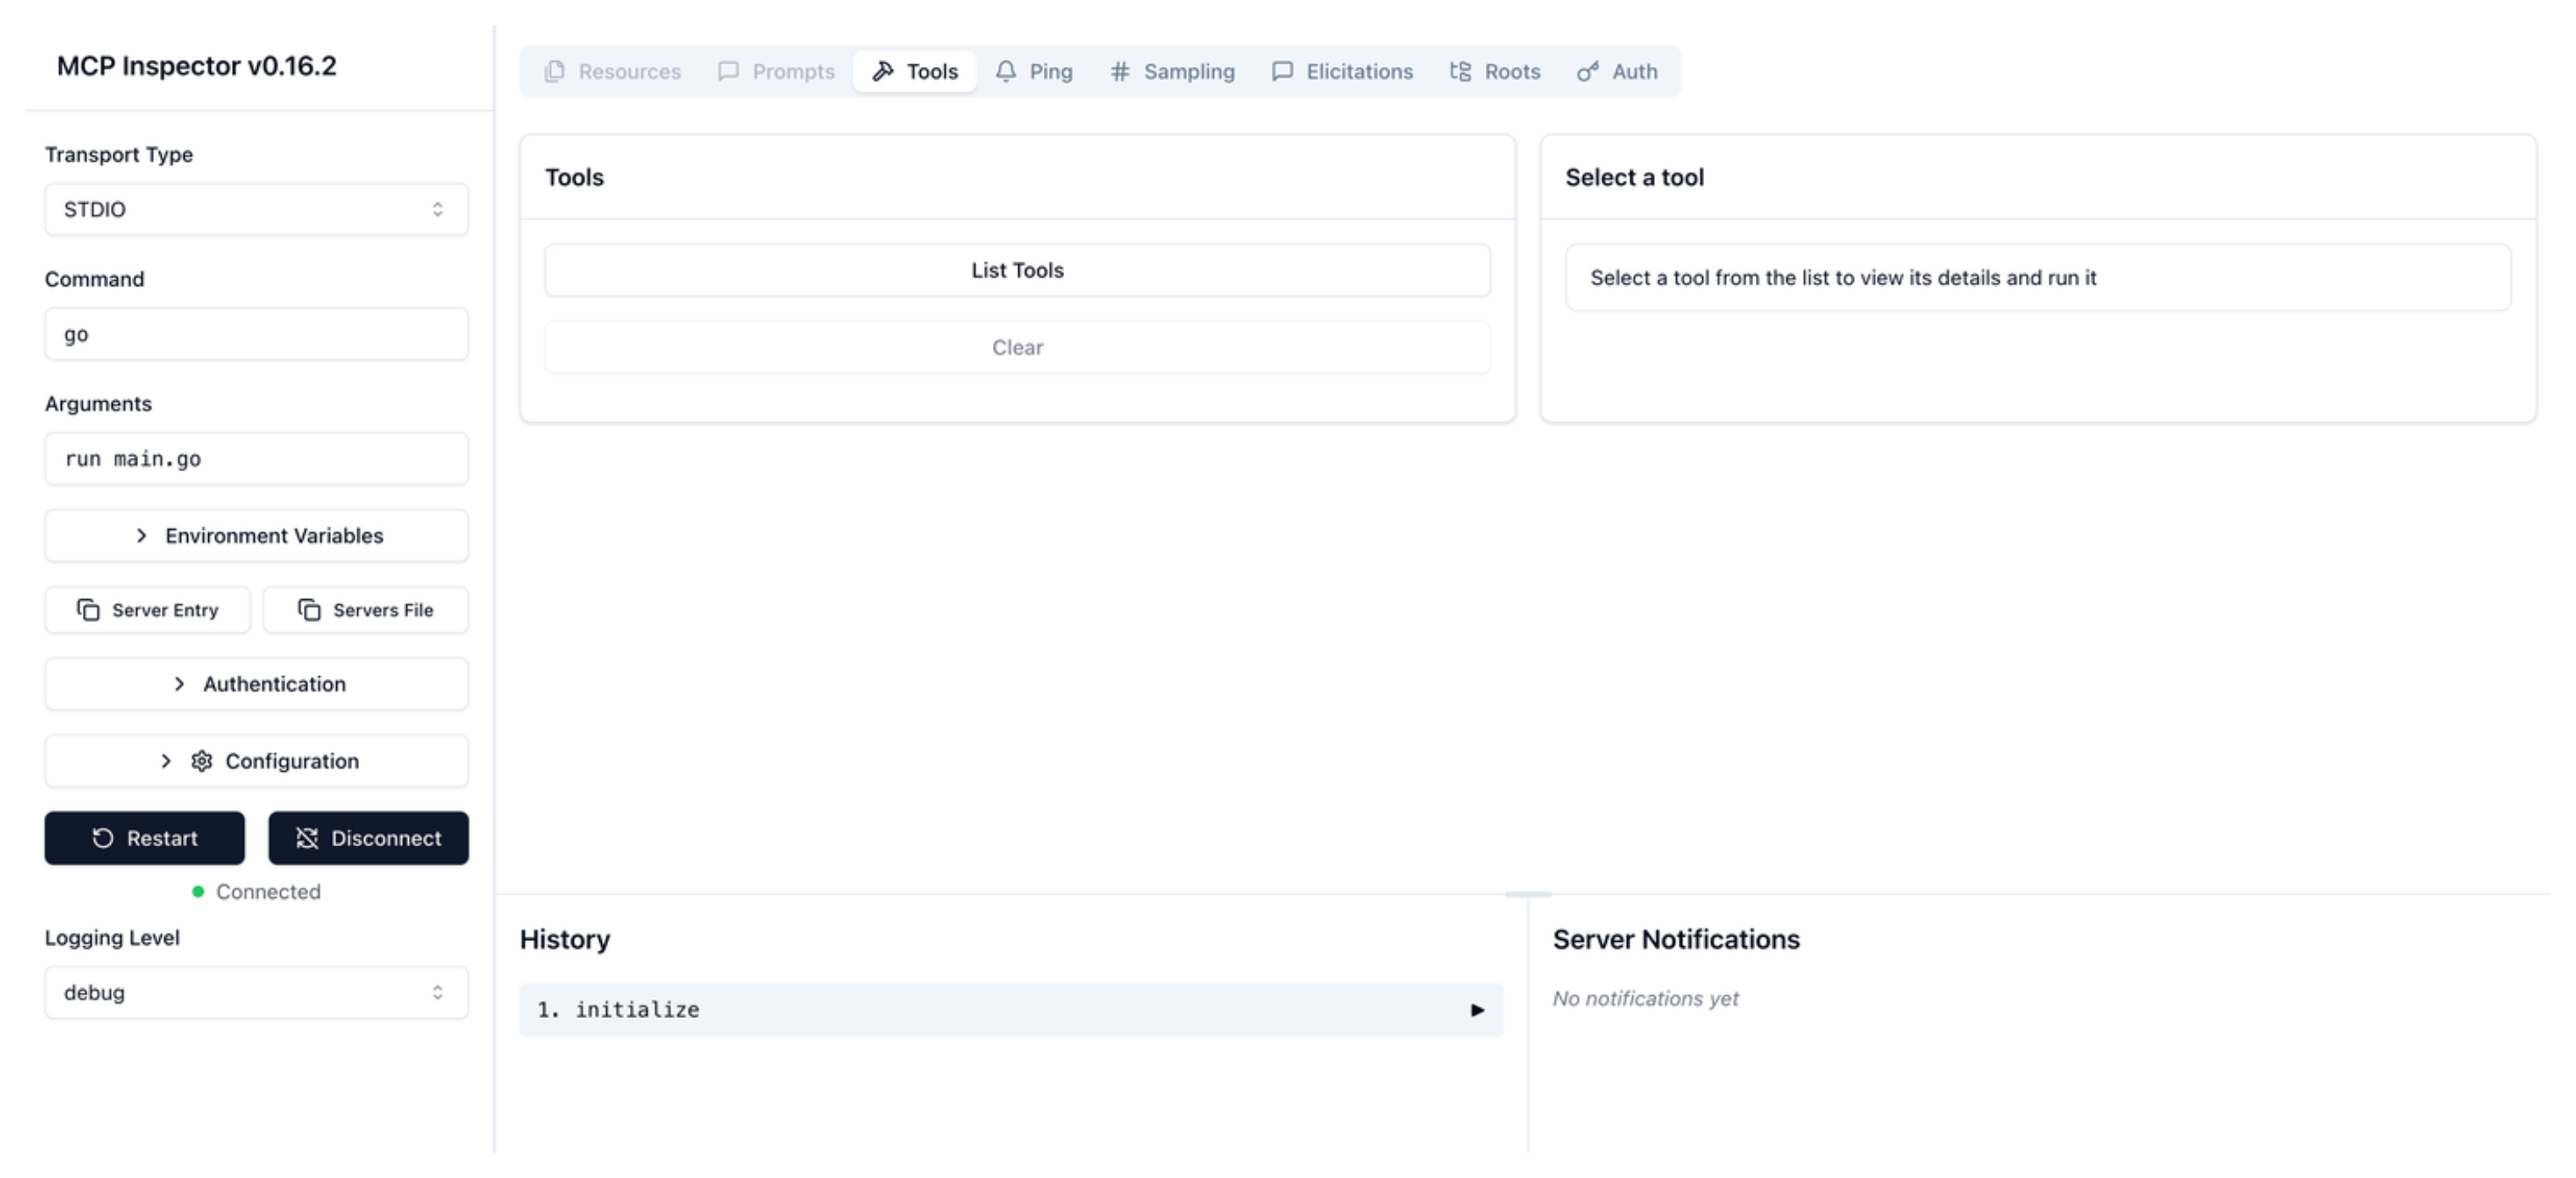 MCP Inspector v0.16.2
Transport Type
STDIO
Command
go
Arguments
run main.go
Environment Variables
Server Entry
Servers File
Authentication
Configuration
Restart
Disconnect
Connected
Logging Level
debug
Resources
Prompts
Tools
Ping
Sampling
Elicitations
Roots
Auth
Tools
List Tools
Clear
Select a tool
Select a tool from the list to view its details and run it
History
1. initialize
Server Notifications
No notifications yet